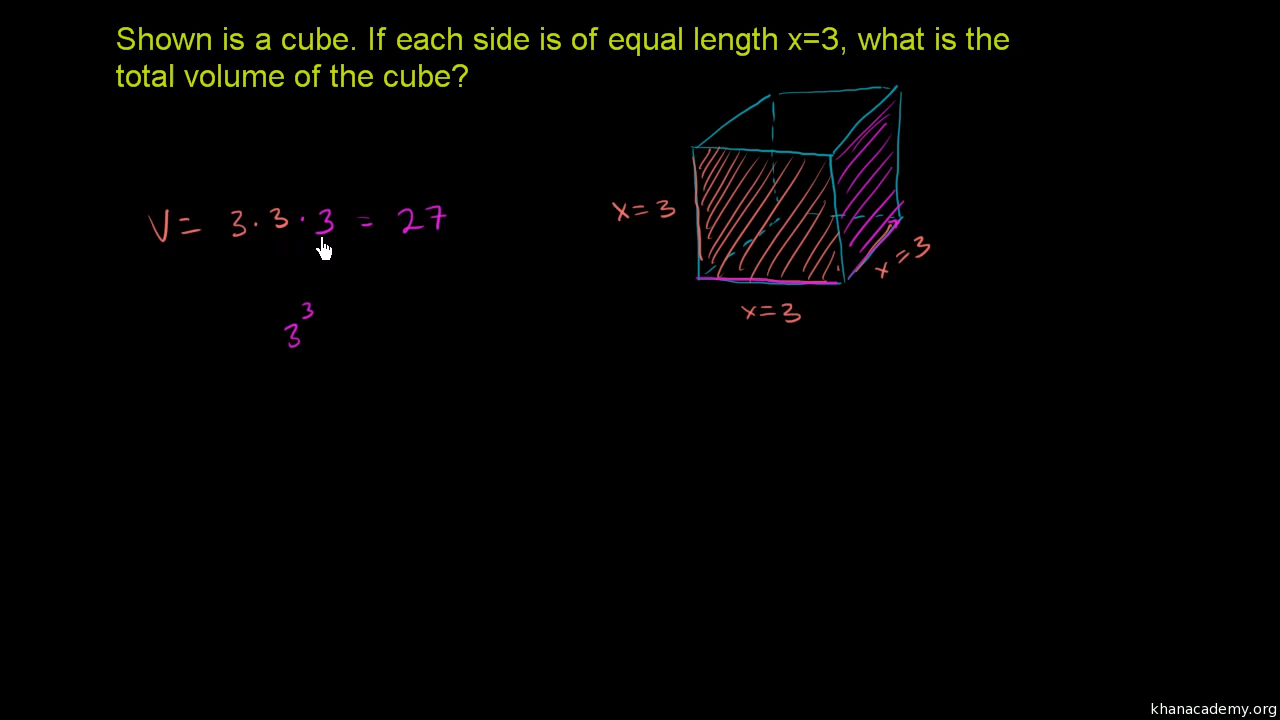 Shown is a cube. If each side is of equal length x=3, what is the
total volume of the cube?
V = 3 · 3 · 3 = 27
3³
x = 3
x = 3
x = 3
khanacademy.org